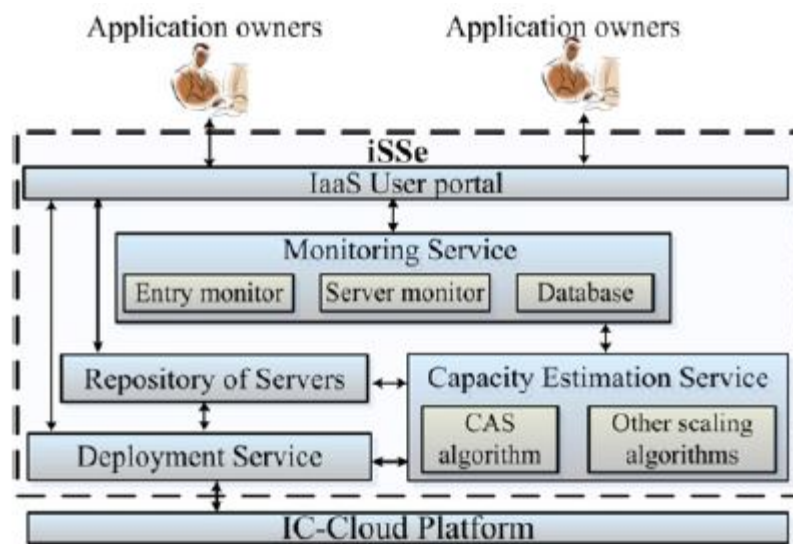 Application owners
Application owners
iSSe
IaaS User portal
Monitoring Service
Entry monitor
Server monitor
Database
Repository of Servers
Capacity Estimation Service
CAS
algorithm
Other scaling
algorithms
Deployment Service
IC-Cloud Platform